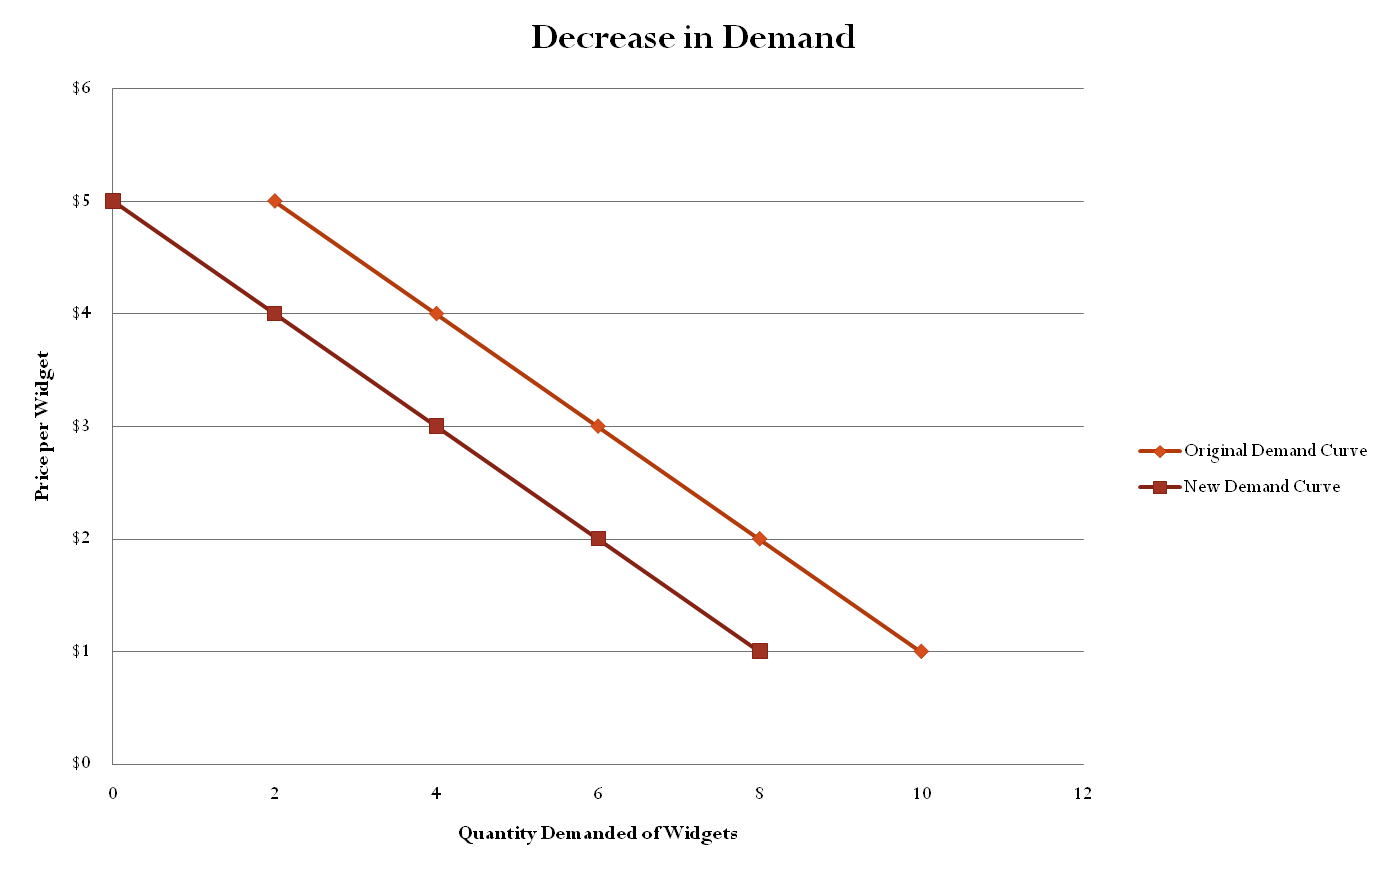 Decrease in Demand
$6
$5
$4
$3
$2
$1
$0
Price per Widget
0 2 4 6 8 10 12
Quantity Demanded of Widgets
Original Demand Curve
New Demand Curve